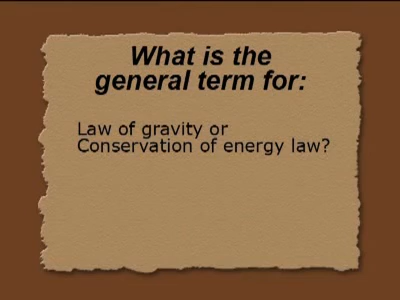 What is the
general term for:
Law of gravity or
Conservation of energy law?